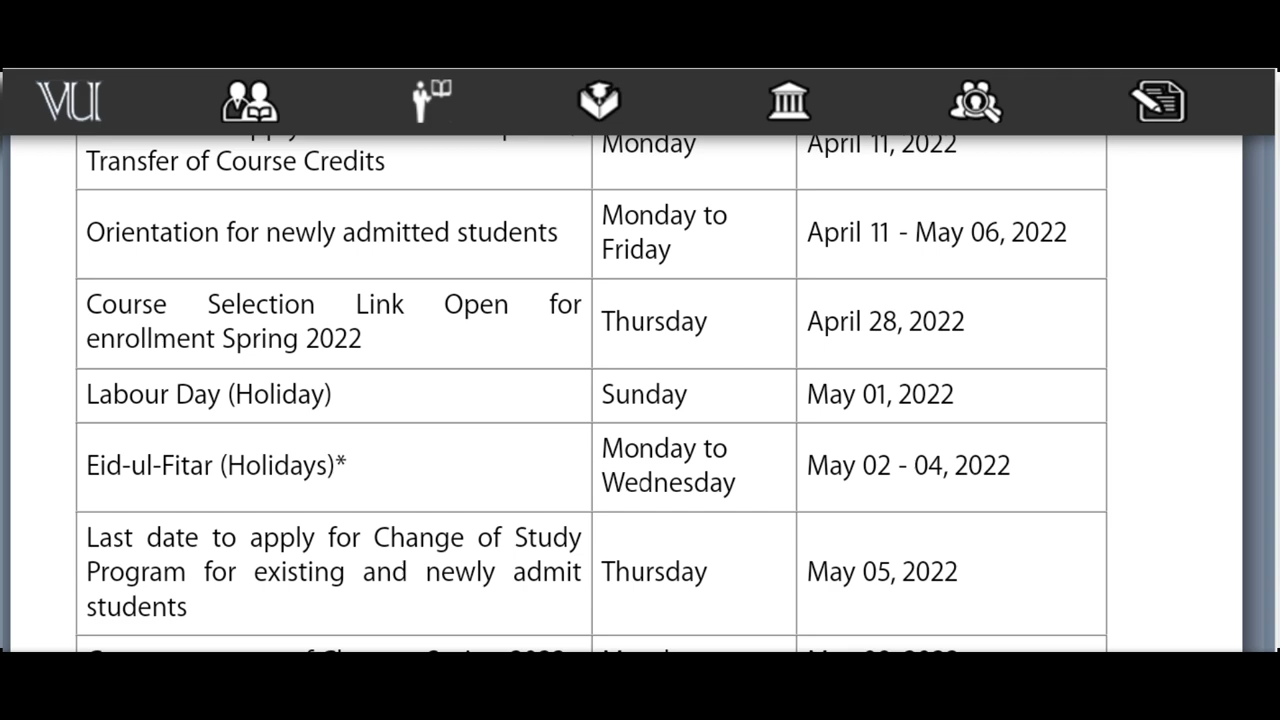 VU
Transfer of Course Credits
Monday
April 11, 2022
Orientation for newly admitted students
Monday to
Friday
April 11 - May 06, 2022
Course Selection Link Open for
enrollment Spring 2022
Thursday
April 28, 2022
Labour Day (Holiday)
Sunday
May 01, 2022
Eid-ul-Fitar (Holidays)*
Monday to
Wednesday
May 02 - 04, 2022
Last date to apply for Change of Study
Program for existing and newly admit
students
Thursday
May 05, 2022